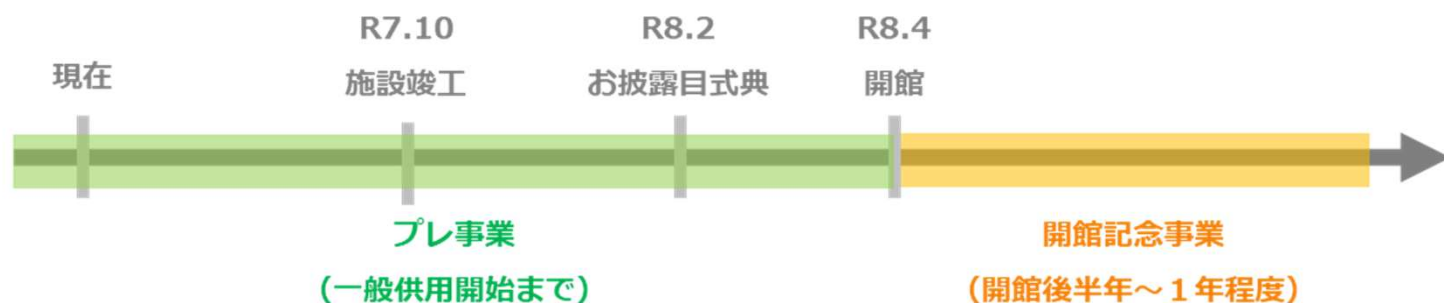 現在
R7.10
施設竣工
R8.2
お披露目式典
R8.4
開館
プレ事業
（一般供用開始まで）
開館記念事業
（開館後半年～１年程度）